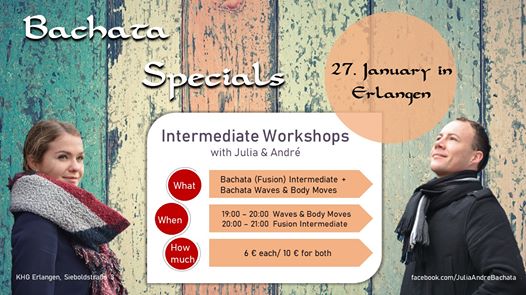 Bachata
Specials
27. January in
Erlangen
Intermediate Workshops
with Julia & André
What
Bachata (Fusion) Intermediate +
Bachata Waves & Body Moves
When
19:00 – 20:00 Waves & Body Moves
20:00 – 21:00 Fusion Intermediate
How
much
6 € each/ 10 € for both
KHG Erlangen, Sieboldstraße 3
facebook.com/JuliaAndreBachata